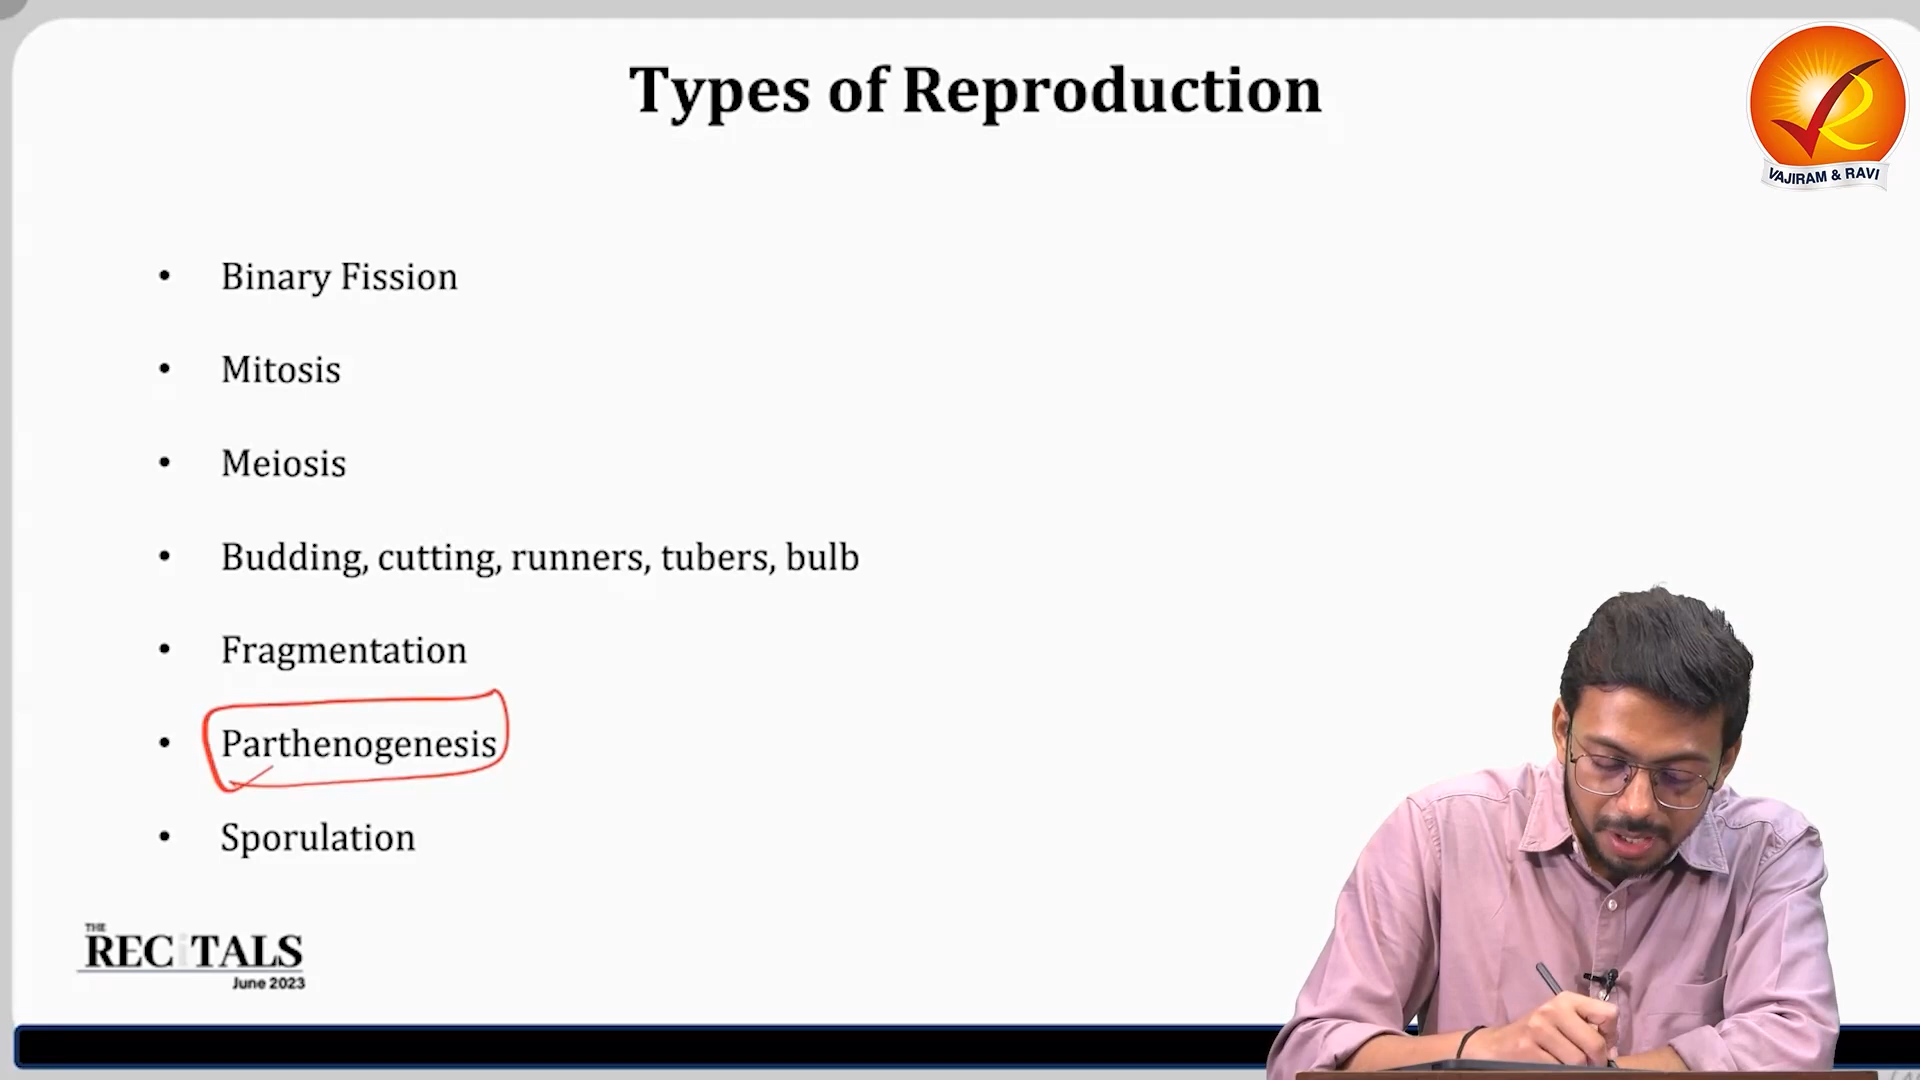 Types of Reproduction
VAJIRAM & RAVI
• Binary Fission
• Mitosis
• Meiosis
• Budding, cutting, runners, tubers, bulb
• Fragmentation
• Parthenogenesis
• Sporulation
THE
RECiTALS
June 2023